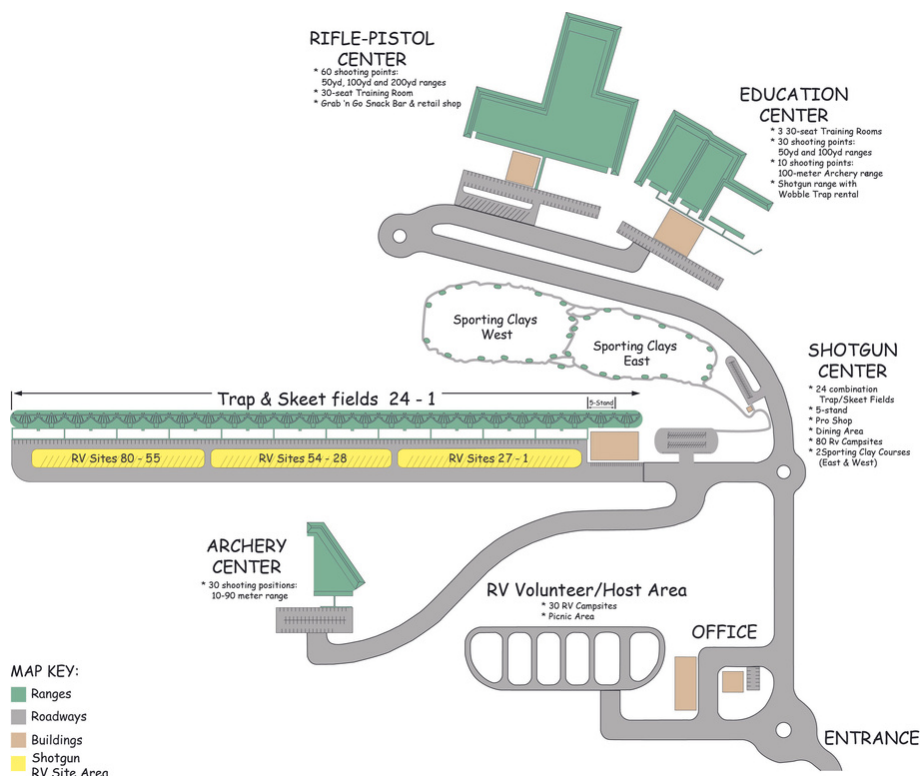 RIFLE-PISTOL
CENTER
* 60 shooting points:
50yd, 100yd and 200yd ranges
* 30-seat Training Room
* Grab 'n Go Snack Bar & retail shop
EDUCATION
CENTER
* 3 30-seat Training Rooms
* 30 shooting points:
50yd and 100yd ranges
* 10 shooting points:
100-meter Archery range
* Shotgun range with
Wobble Trap rental
Sporting Clays
West
Sporting Clays
East
SHOTGUN
CENTER
* 24 combination
Trap/Skeet Fields
* 5-stand
* Pro Shop
* Dining Area
* 80 Rv Campsites
* 2Sporting Clay Courses
(East & West)
Trap & Skeet fields 24 - 1
5-Stand
RV Sites 80 - 55
RV Sites 54 - 28
RV Sites 27 - 1
ARCHERY
CENTER
* 30 shooting positions:
10-90 meter range
RV Volunteer/Host Area
* 30 RV Campsites
* Picnic Area
OFFICE
ENTRANCE
MAP KEY:
Ranges
Roadways
Buildings
Shotgun
RV Site Area